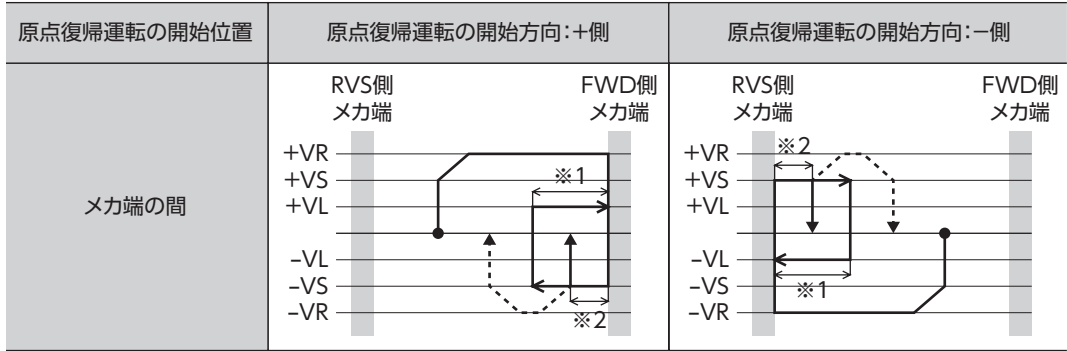 原点復帰運転の開始位置
原点復帰運転の開始方向:+側
原点復帰運転の開始方向:−側
メカ端の間
RVS側
メカ端
FWD側
メカ端
+VR
+VS
+VL
−VL
−VS
−VR
※1
※2
RVS側
メカ端
FWD側
メカ端
+VR
+VS
+VL
−VL
−VS
−VR
※2
※1